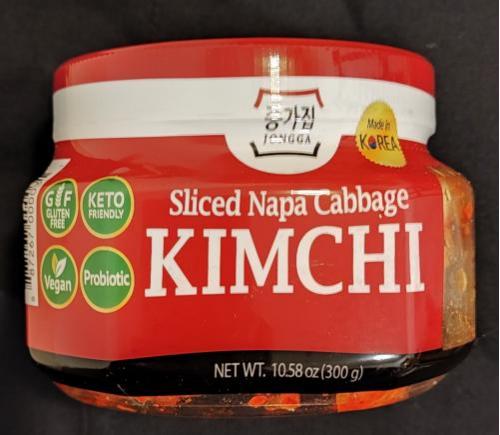 종가집
JONGGA
Made in
KOREA
GF
GLUTEN
FREE
KETO
FRIENDLY
Vegan
Probiotic
Sliced Napa Cabbage
KIMCHI
NET WT. 10.58 oz (300 g)